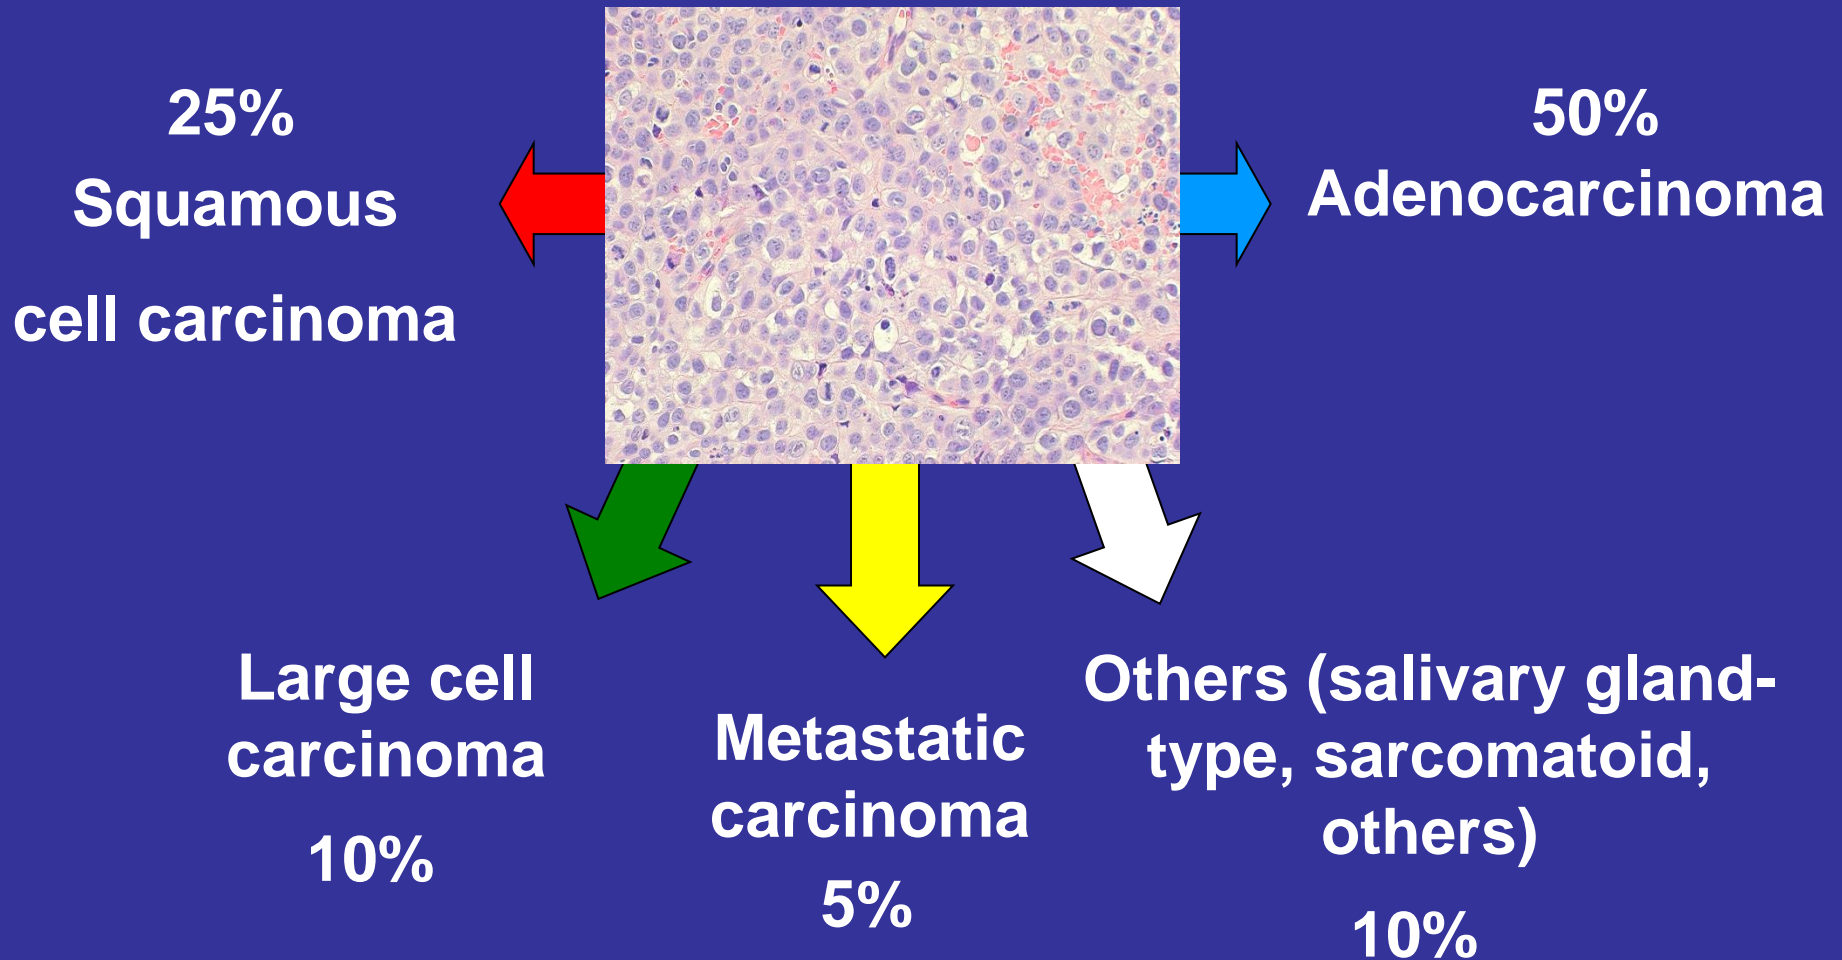 25%
Squamous
cell carcinoma
50%
Adenocarcinoma
Large cell
carcinoma
10%
Metastatic
carcinoma
5%
Others (salivary gland-
type, sarcomatoid,
others)
10%